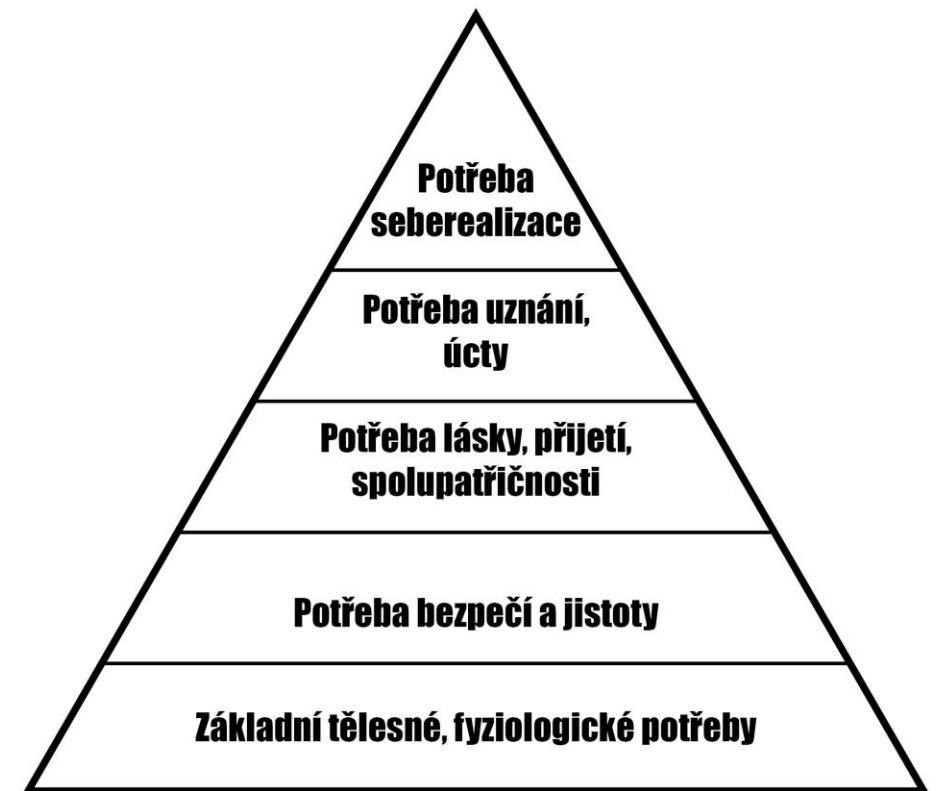 Potřeba
seberealizace
Potřeba uznání,
úcty
Potřeba lásky, přijetí,
spolupatřičnosti
Potřeba bezpečí a jistoty
Základní tělesné, fyziologické potřeby